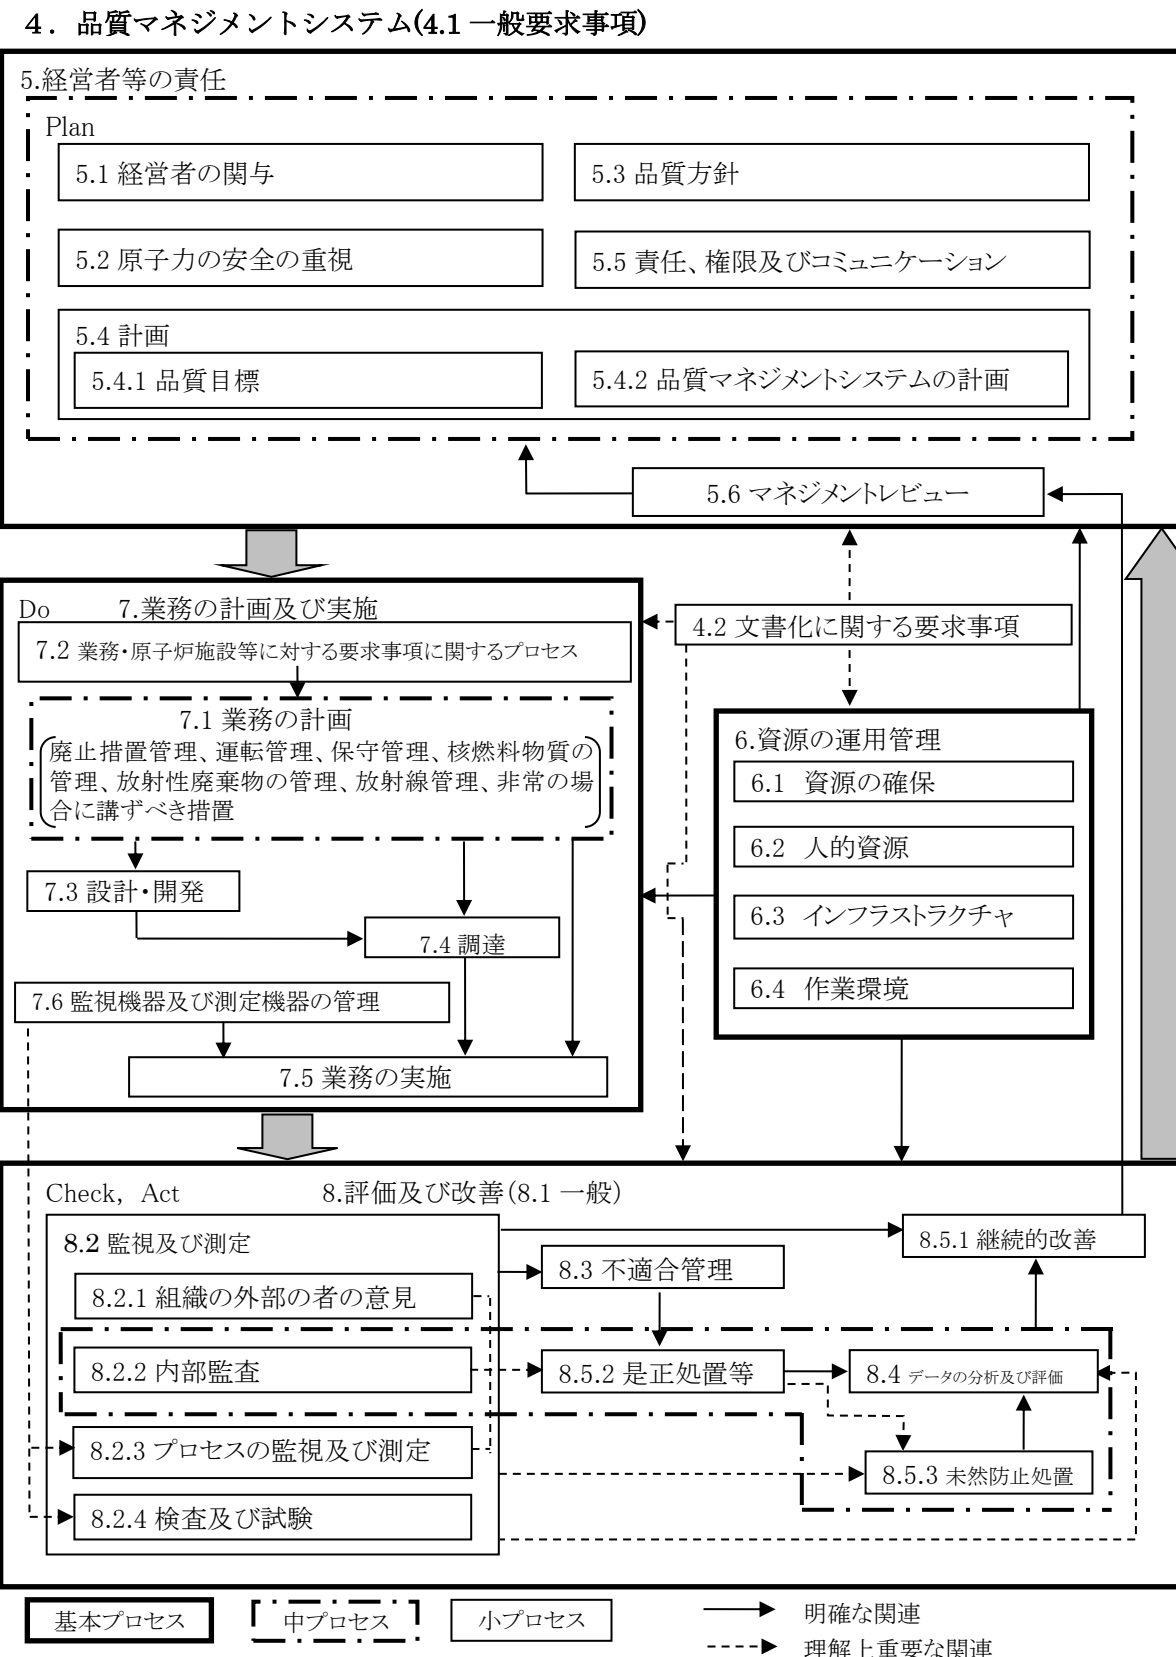 ４．品質マネジメントシステム(4.1 一般要求事項)
5.経営者等の責任
Plan
5.1 経営者の関与
5.3 品質方針
5.2 原子力の安全の重視
5.5 責任、権限及びコミュニケーション
5.4 計画
5.4.1 品質目標
5.4.2 品質マネジメントシステムの計画
5.6 マネジメントレビュー
Do
7.業務の計画及び実施
4.2 文書化に関する要求事項
7.2 業務・原子炉施設等に対する要求事項に関するプロセス
7.1 業務の計画
廃止措置管理、運転管理、保守管理、核燃料物質の
管理、放射性廃棄物の管理、放射線管理、非常の場
合に講ずべき措置
6.資源の運用管理
6.1 資源の確保
6.2 人的資源
6.3 インフラストラクチャ
6.4 作業環境
7.3 設計・開発
7.4 調達
7.6 監視機器及び測定機器の管理
7.5 業務の実施
Check, Act
8.評価及び改善(8.1 一般)
8.2 監視及び測定
8.5.1 継続的改善
8.3 不適合管理
8.2.1 組織の外部の者の意見
8.2.2 内部監査
8.5.2 是正処置等
8.4 データの分析及び評価
8.2.3 プロセスの監視及び測定
8.5.3 未然防止処置
8.2.4 検査及び試験
基本プロセス
中プロセス
小プロセス
明確な関連
理解上重要な関連